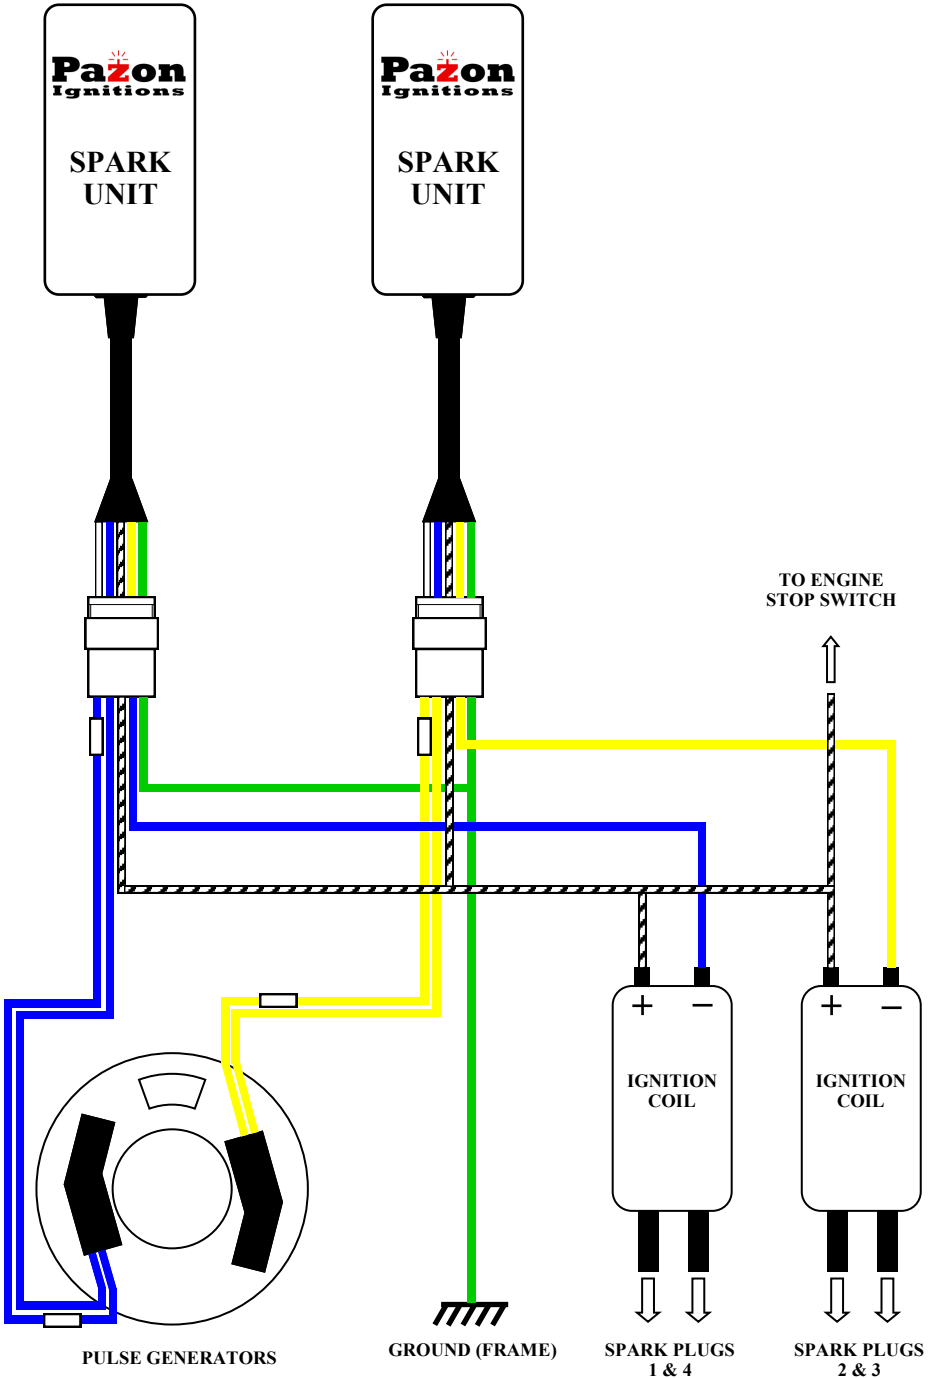 Pazon
Ignitions
SPARK
UNIT
Pazon
Ignitions
SPARK
UNIT
TO ENGINE
STOP SWITCH
+
−
IGNITION
COIL
+
−
IGNITION
COIL
PULSE GENERATORS
GROUND (FRAME)
SPARK PLUGS
1 & 4
SPARK PLUGS
2 & 3